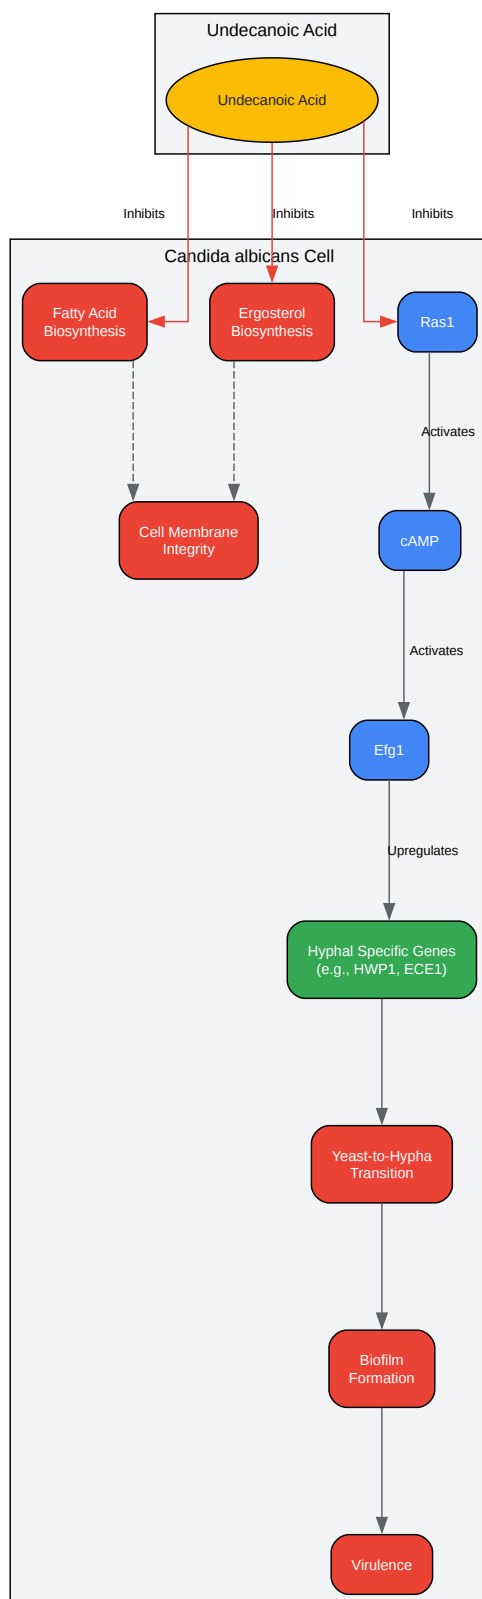 Undecanoic Acid
Undecanoic Acid
Inhibits
Inhibits
Inhibits
Candida albicans Cell
Fatty Acid
Biosynthesis
Ergosterol
Biosynthesis
Ras1
Activates
Cell Membrane
Integrity
cAMP
Activates
Efg1
Upregulates
Hyphal Specific Genes
(e.g., HWP1, ECE1)
Yeast-to-Hypha
Transition
Biofilm
Formation
Virulence